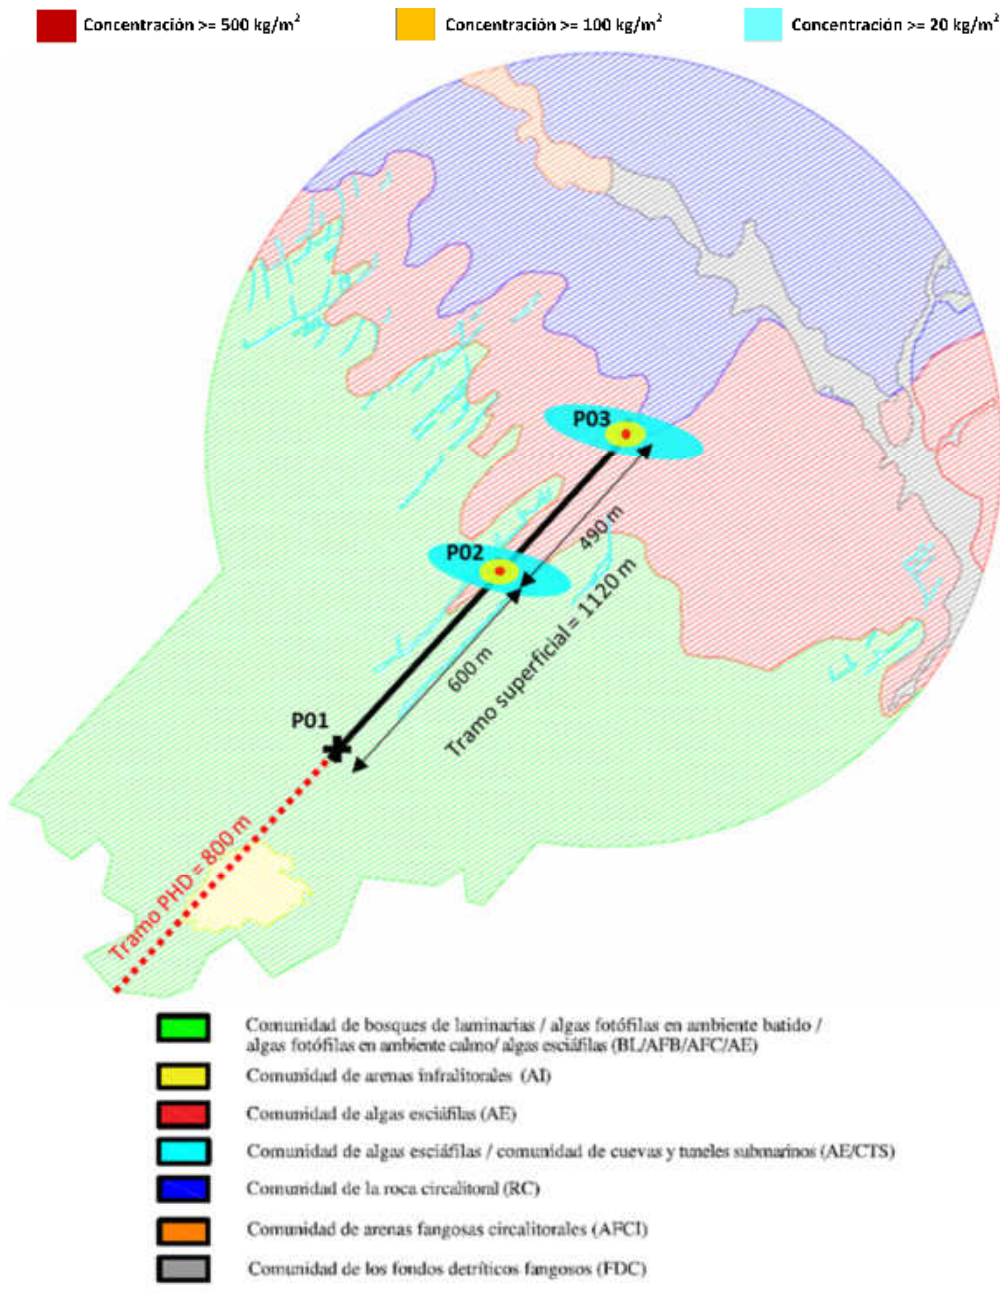 Concentración >= 500 kg/m²
Concentración >= 100 kg/m²
Concentración >= 20 kg/m²
P03
P02
490 m
600 m
Tramo superficial = 1120 m
P01
Tramo PHD = 800 m
Comunidad de bosques de laminarias / algas fotófilas en ambiente batido /
algas fotófilas en ambiente calmo/ algas esciáfilas (BL/AFB/AFC/AE)
Comunidad de arenas infralitorales (AI)
Comunidad de algas esciáfilas (AE)
Comunidad de algas esciáfilas / comunidad de cuevas y tuneles submarinos (AE/CTS)
Comunidad de la roca circalitoral (RC)
Comunidad de arenas fangosas circalitorales (AFCI)
Comunidad de los fondos detríticos fangosos (FDC)